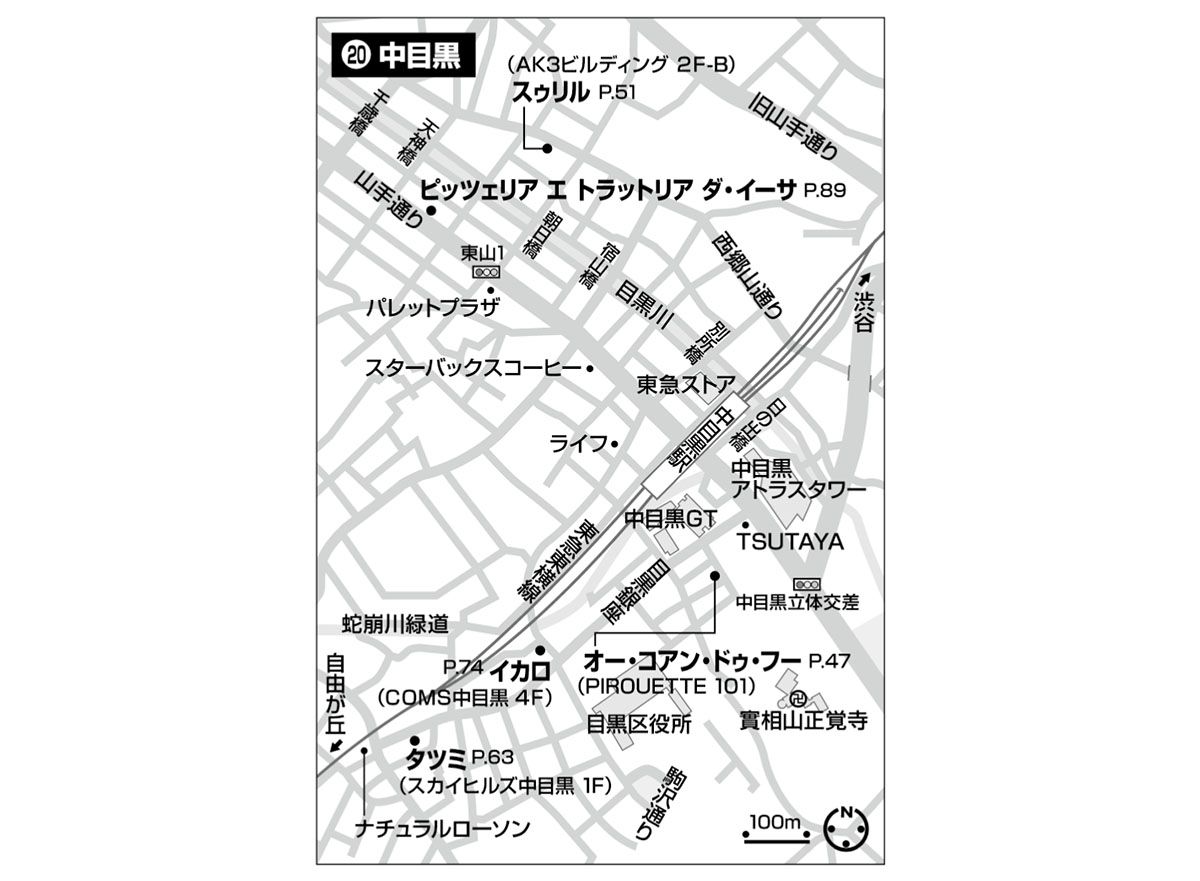 ⑳ 中目黒
（AK3ビルディング 2F-B）
スゥリル P.51
旧山手通り
千歳橋
天神橋
山手通り
ピッツェリア エ トラットリア ダ・イーサ P.89
朝日橋
東山1
宿山橋
西郷山通り
目黒川
パレットプラザ
渋谷
別所橋
スターバックスコーヒー
東急ストア
日の出橋
中目黒駅
ライフ
中目黒
アトラスタワー
中目黒GT
TSUTAYA
東急東横線
目黒銀座
中目黒立体交差
蛇崩川緑道
自由が丘
P.74 イカロ
（COMS中目黒 4F）
オー・コアン・ドゥ・フー P.47
（PIROUETTE 101）
目黒区役所
實相山正覚寺
タツミ P.63
（スカイヒルズ中目黒 1F）
駒沢通り
ナチュラルローソン
100m
N